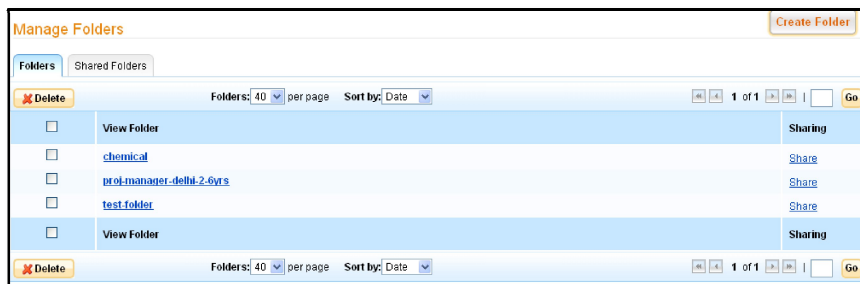 Manage Folders
Create Folder
Folders Shared Folders
Delete Folders: 40 per page Sort by: Date 1 of 1 | Go
View Folder Sharing
chemical Share
proj-manager-delhi-2-6yrs Share
test-folder Share
View Folder Sharing
Delete Folders: 40 per page Sort by: Date 1 of 1 | Go